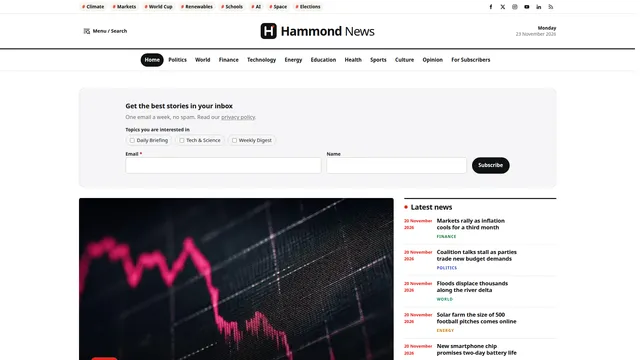 # Climate # Markets # World Cup # Renewables # Schools # AI # Space # Elections
Menu / Search
H Hammond News
Monday
23 November 2026
Home Politics World Finance Technology Energy Education Health Sports Culture Opinion For Subscribers
Get the best stories in your inbox
One email a week, no spam. Read our privacy policy.
Topics you are interested in
Daily Briefing Tech & Science Weekly Digest
Email * Name
Subscribe
Latest news
20 November 2026
Markets rally as inflation
cools for a third month
FINANCE
20 November 2026
Coalition talks stall as parties
trade new budget demands
POLITICS
20 November 2026
Floods displace thousands
along the river delta
WORLD
20 November 2026
Solar farm the size of 500
football pitches comes online
ENERGY
20 November 2026
New smartphone chip
promises two-day battery life